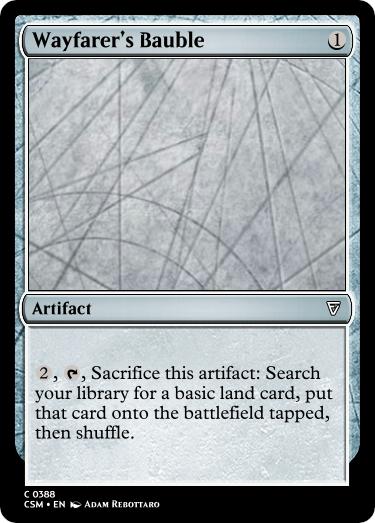 Wayfarer's Bauble 1
Artifact
2, , Sacrifice this artifact: Search
your library for a basic land card, put
that card onto the battlefield tapped,
then shuffle.
C 0388
CSM • EN Adam Rebottaro